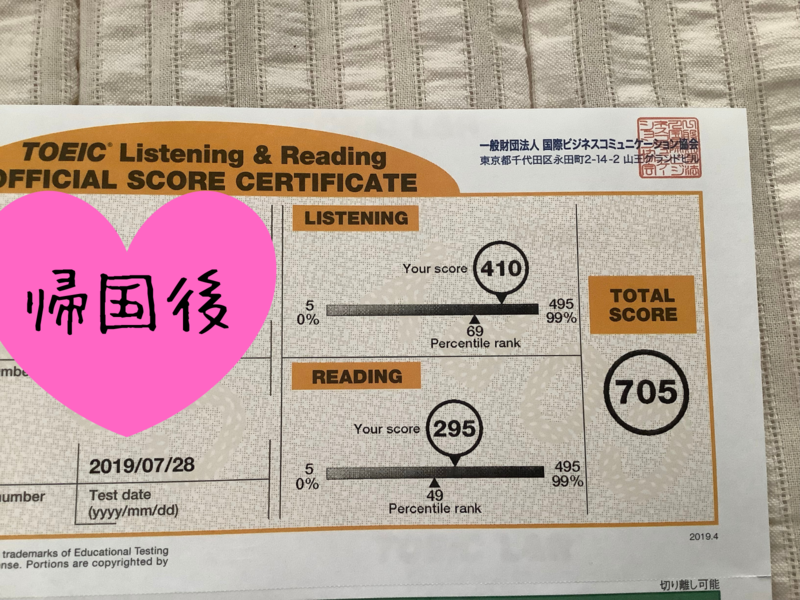 TOEIC® Listening & Reading
OFFICIAL SCORE CERTIFICATE
一般財団法人 国際ビジネスコミュニケーション協会
東京都千代田区永田町2-14-2 山王グランドビル
帰国後
2019/07/28
Test date
(yyyy/mm/dd)
LISTENING
Your score 410
5 495
0% 99%
69
Percentile rank
READING
Your score 295
5 495
0% 99%
49
Percentile rank
TOTAL
SCORE
705
2019.4
trademarks of Educational Testing
Portions are copyrighted by
切り離し可能